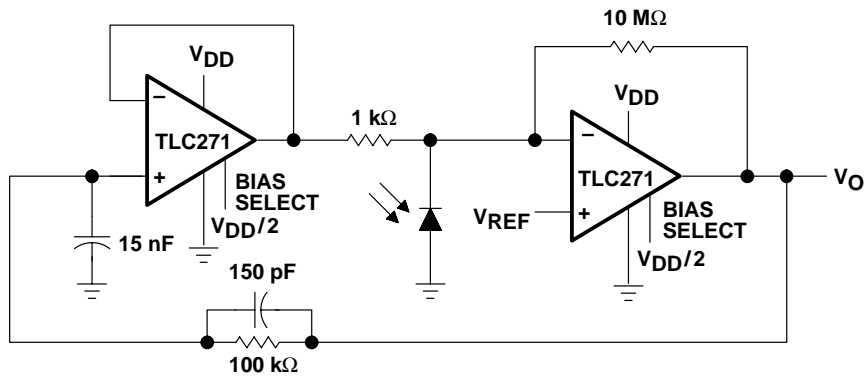 10 MΩ
VDD
VDD
−
TLC271
+
1 kΩ
−
TLC271
+
VREF
VO
BIAS
SELECT
VDD/2
BIAS
SELECT
VDD/2
15 nF
150 pF
100 kΩ